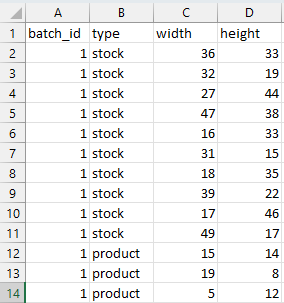 A B C D
1 batch_id type width height
2 1 stock 36 33
3 1 stock 32 19
4 1 stock 27 44
5 1 stock 47 38
6 1 stock 16 33
7 1 stock 31 15
8 1 stock 18 35
9 1 stock 39 22
10 1 stock 17 46
11 1 stock 49 17
12 1 product 15 14
13 1 product 19 8
14 1 product 5 12